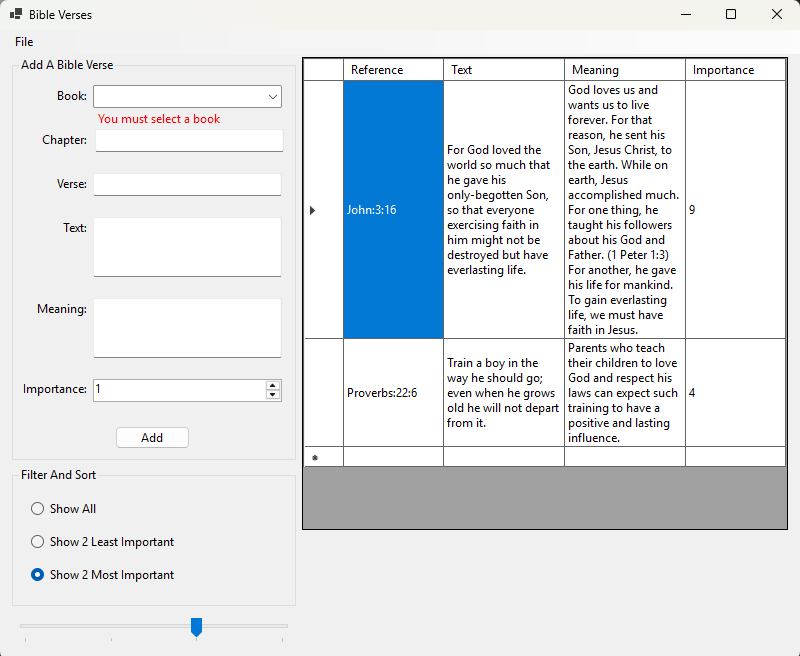 Bible Verses
File
Add A Bible Verse
Book:
You must select a book
Chapter:
Verse:
Text:
Meaning:
Importance:
1
Add
Filter And Sort
Show All
Show 2 Least Important
Show 2 Most Important
Reference Text Meaning Importance
John:3:16
For God loved the
world so much that
he gave his
only-begotten Son,
so that everyone
exercising faith in
him might not be
destroyed but have
everlasting life.
God loves us and
wants us to live
forever. For that
reason, he sent his
Son, Jesus Christ, to
the earth. While on
earth, Jesus
accomplished much.
For one thing, he
taught his followers
about his God and
Father. (1 Peter 1:3)
For another, he gave
his life for mankind.
To gain everlasting
life, we must have
faith in Jesus.
9
Proverbs:22:6
Train a boy in the
way he should go;
even when he grows
old he will not depart
from it.
Parents who teach
their children to love
God and respect his
laws can expect such
training to have a
positive and lasting
influence.
4